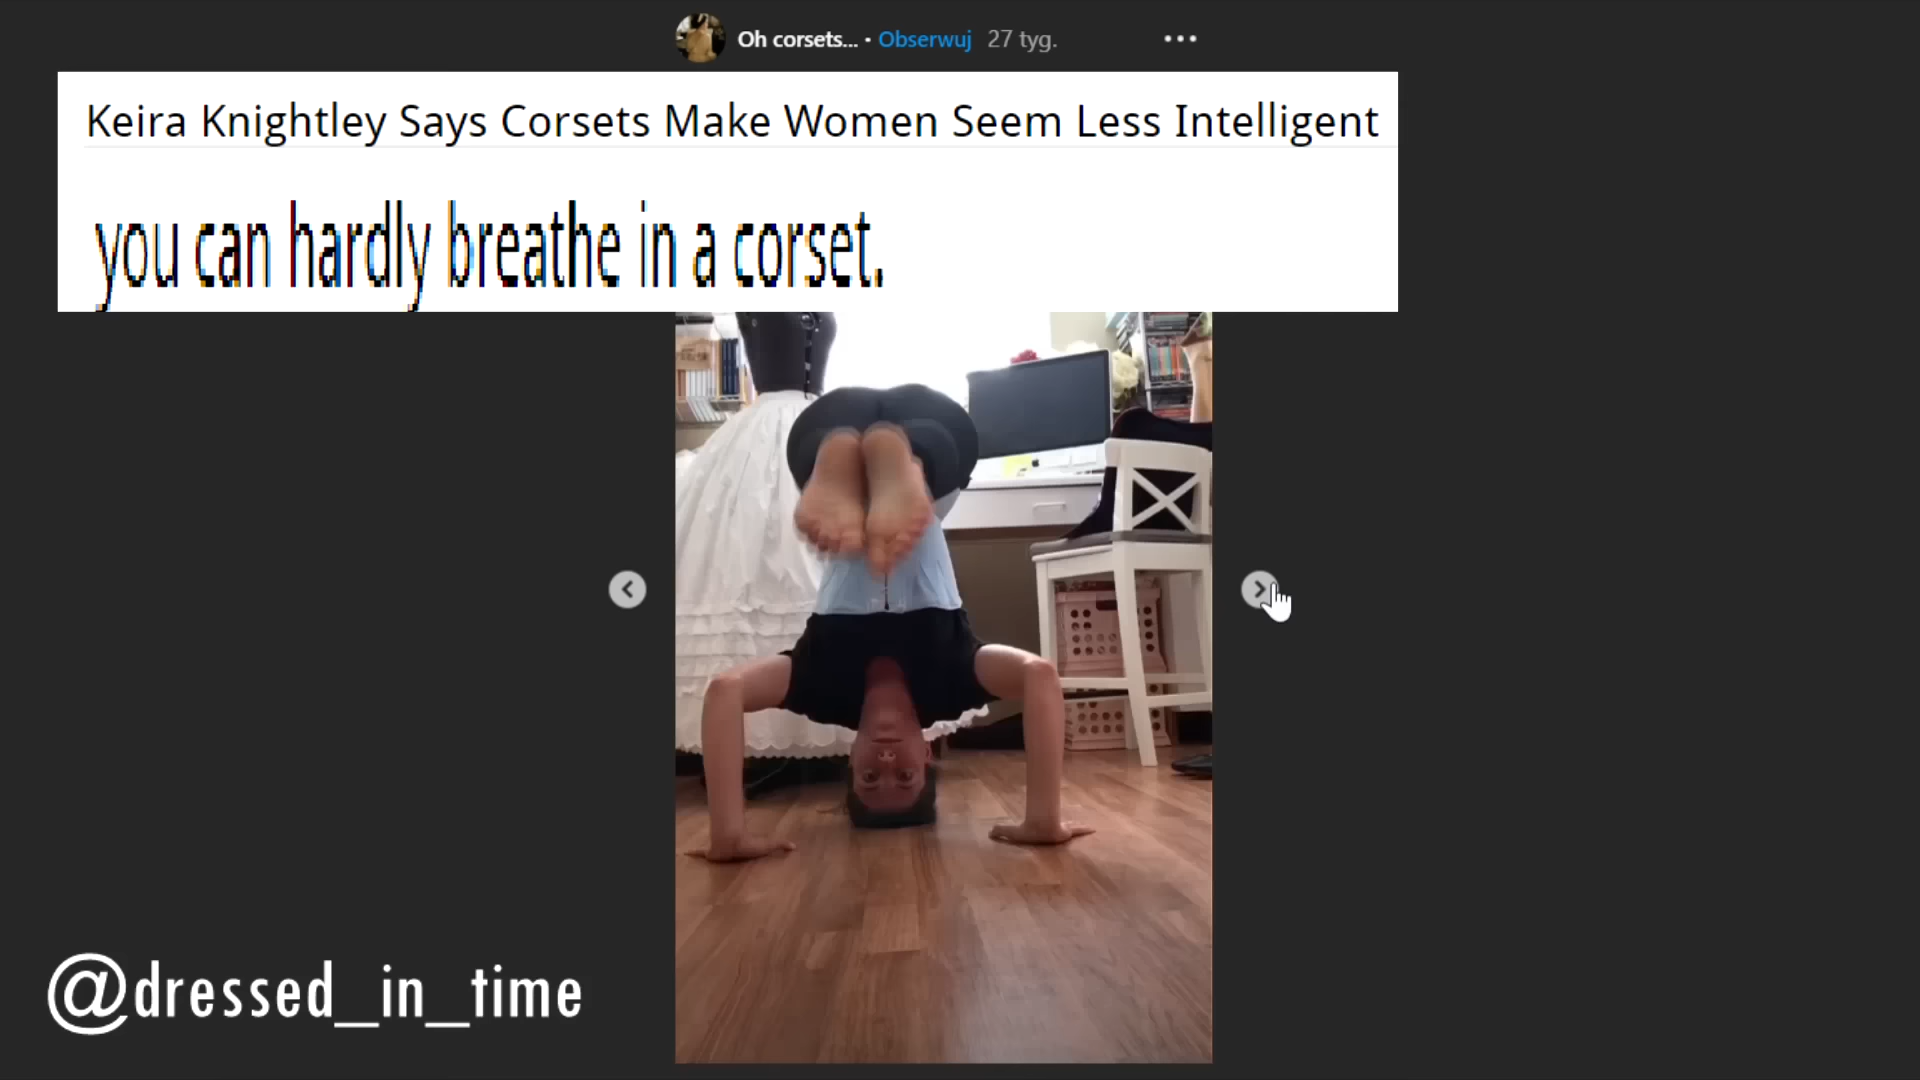 Oh corsets... • Obserwuj 27 tyg.
Keira Knightley Says Corsets Make Women Seem Less Intelligent
you can hardly breathe in a corset.
@dressed_in_time